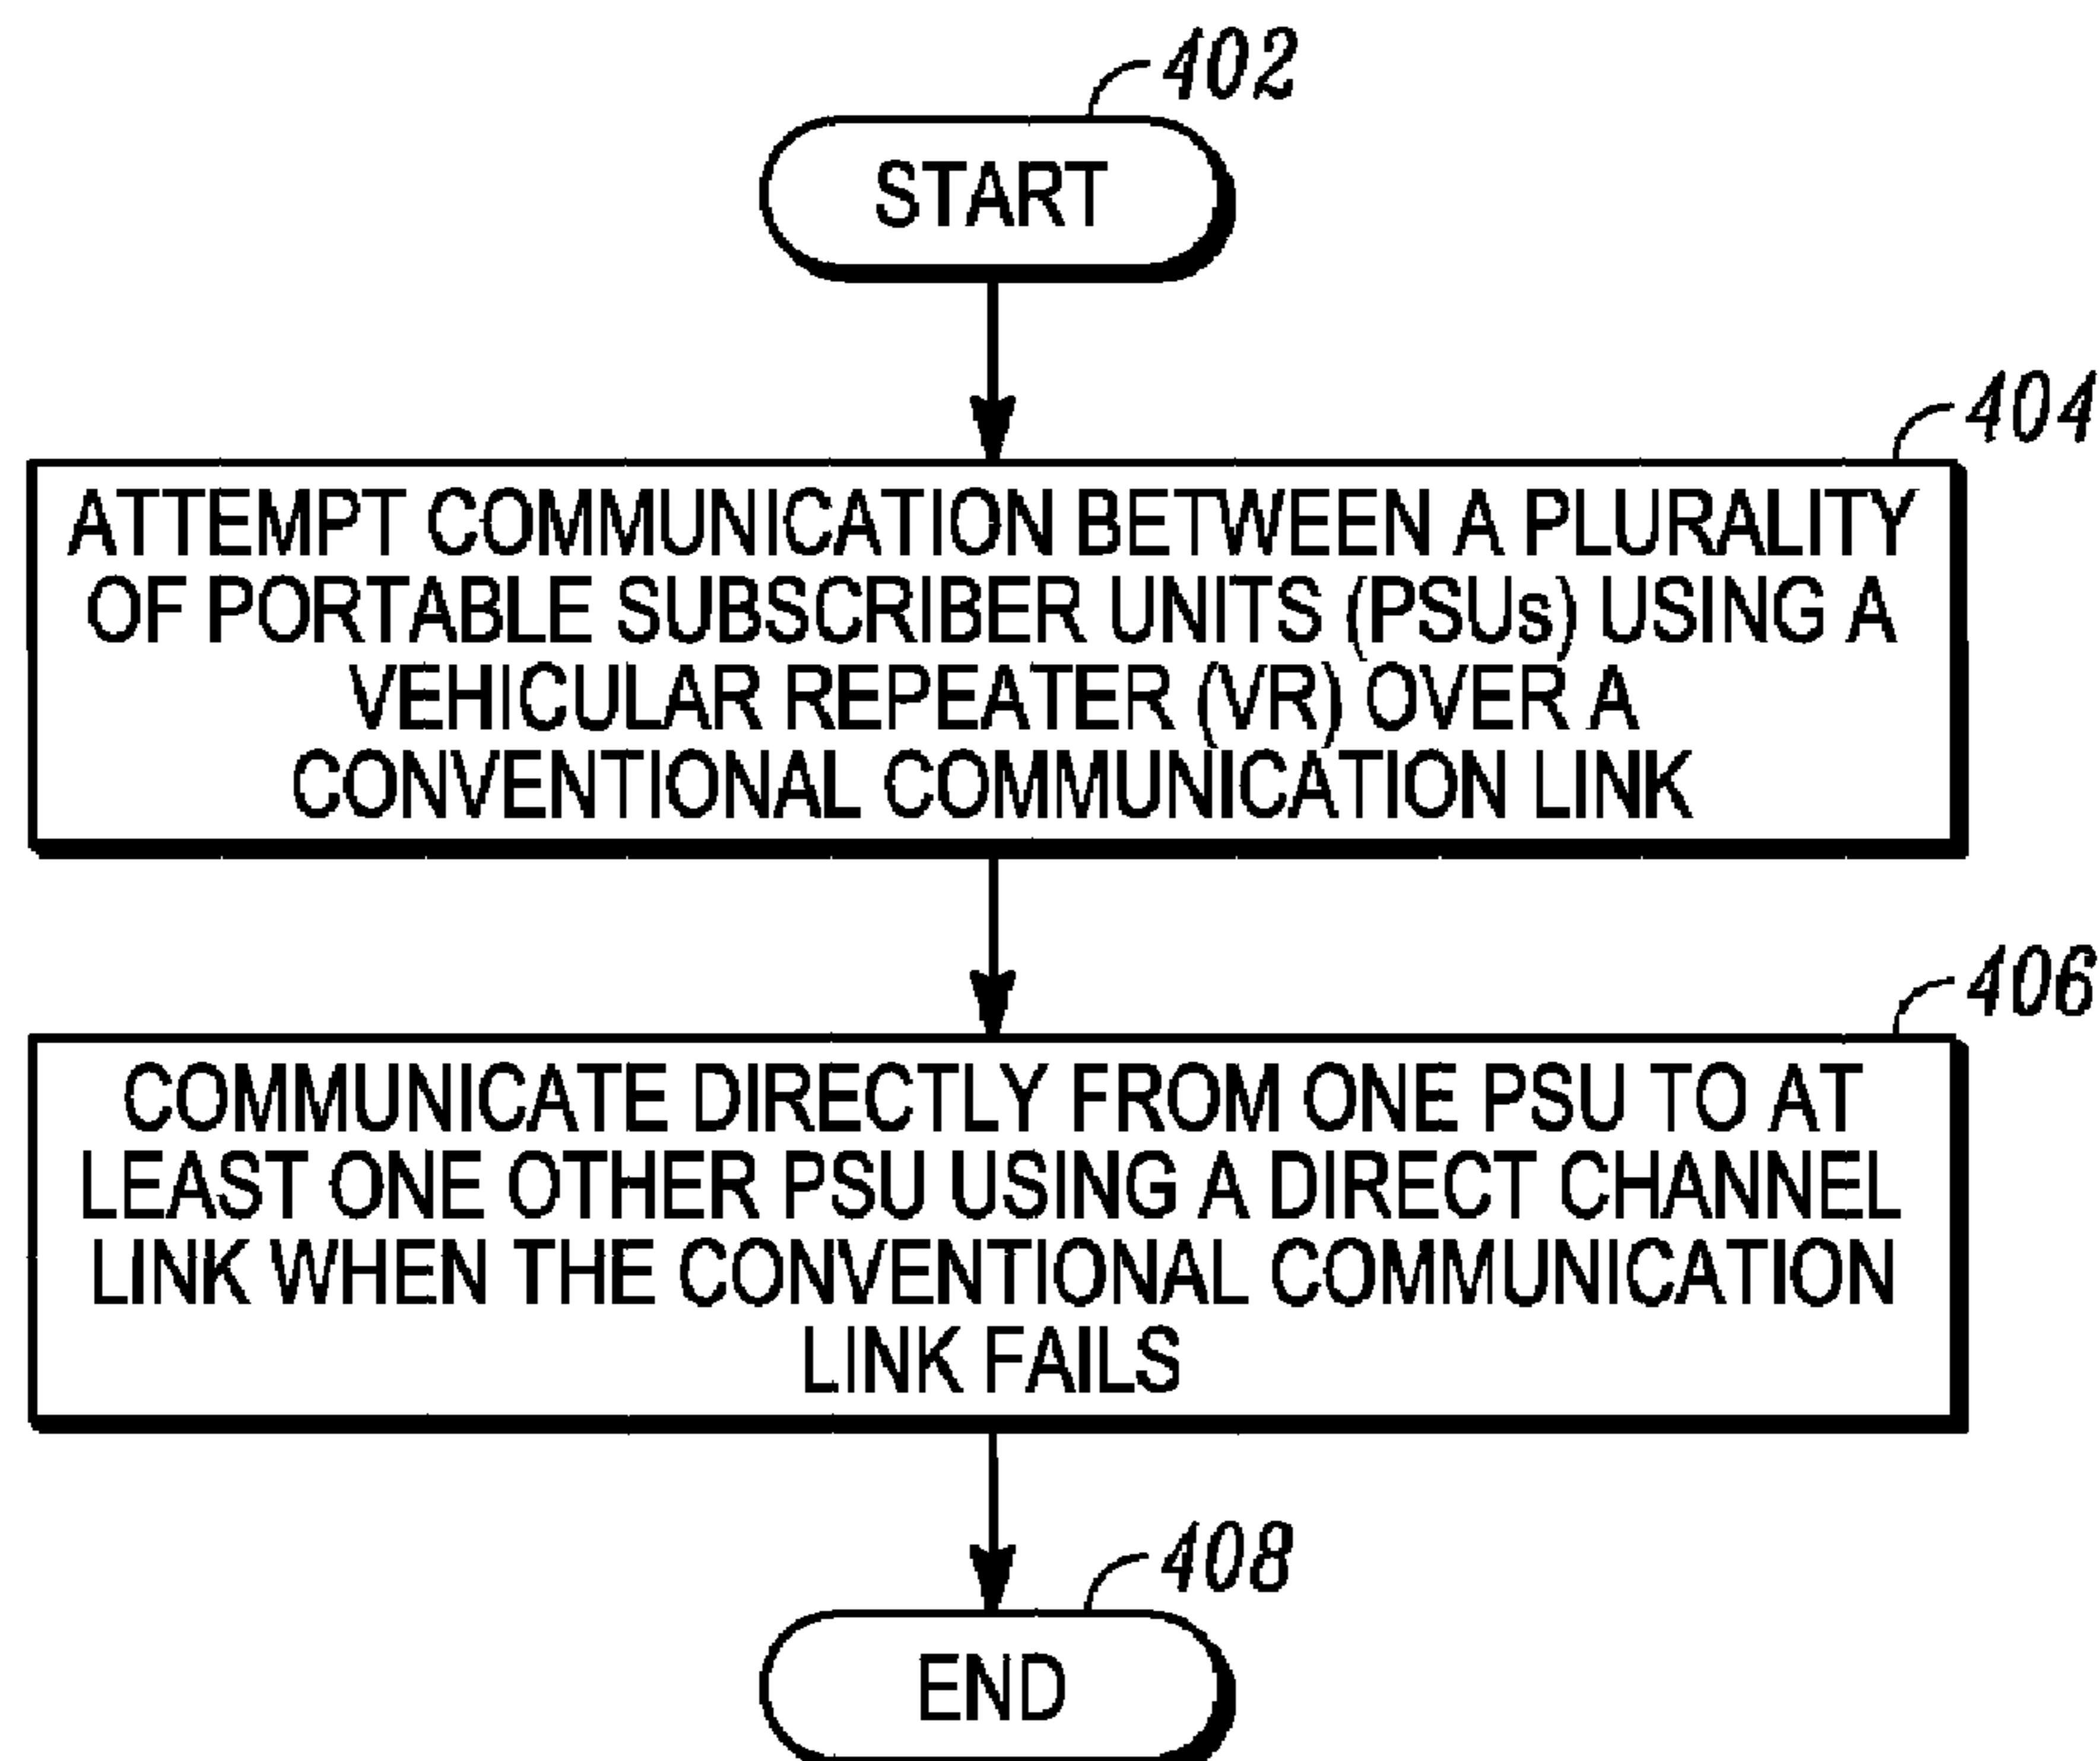 402
START
404
ATTEMPT COMMUNICATION BETWEEN A PLURALITY
OF PORTABLE SUBSCRIBER UNITS (PSUs) USING A
VEHICULAR REPEATER (VR) OVER A
CONVENTIONAL COMMUNICATION LINK
406
COMMUNICATE DIRECTLY FROM ONE PSU TO AT
LEAST ONE OTHER PSU USING A DIRECT CHANNEL
LINK WHEN THE CONVENTIONAL COMMUNICATION
LINK FAILS
408
END